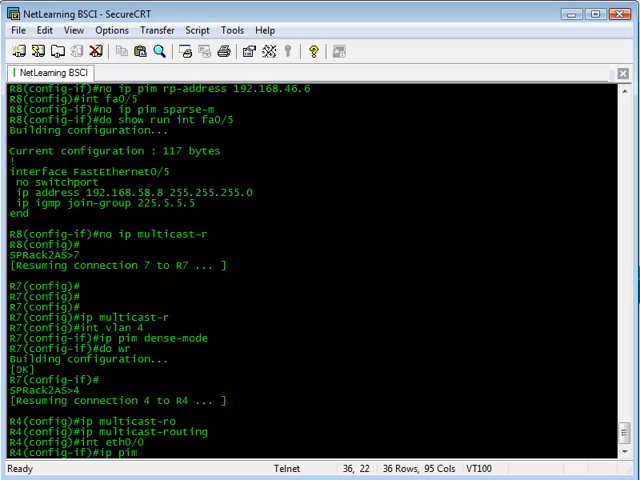 NetLearning BSCI - SecureCRT
File Edit View Options Transfer Script Tools Help
NetLearning BSCI
R8(config-if)#no ip pim rp-address 192.168.46.6
R8(config)#int fa0/5
R8(config-if)#no ip pim sparse-m
R8(config-if)#do show run int fa0/5
Building configuration...
Current configuration : 117 bytes
!
interface FastEthernet0/5
no switchport
ip address 192.168.58.8 255.255.255.0
ip igmp join-group 225.5.5.5
end
R8(config-if)#no ip multicast-r
R8(config)#
SPRack2AS>7
[Resuming connection 7 to R7 ... ]
R7(config)#
R7(config)#
R7(config)#
R7(config)#ip multicast-r
R7(config)#int vlan 4
R7(config-if)#ip pim dense-mode
R7(config-if)#do wr
Building configuration...
[OK]
R7(config-if)#
SPRack2AS>4
[Resuming connection 4 to R4 ... ]
R4(config)#ip multicast-ro
R4(config)#ip multicast-routing
R4(config)#int eth0/0
R4(config-if)#ip pim
Ready Telnet 36, 22 36 Rows, 95 Cols VT100